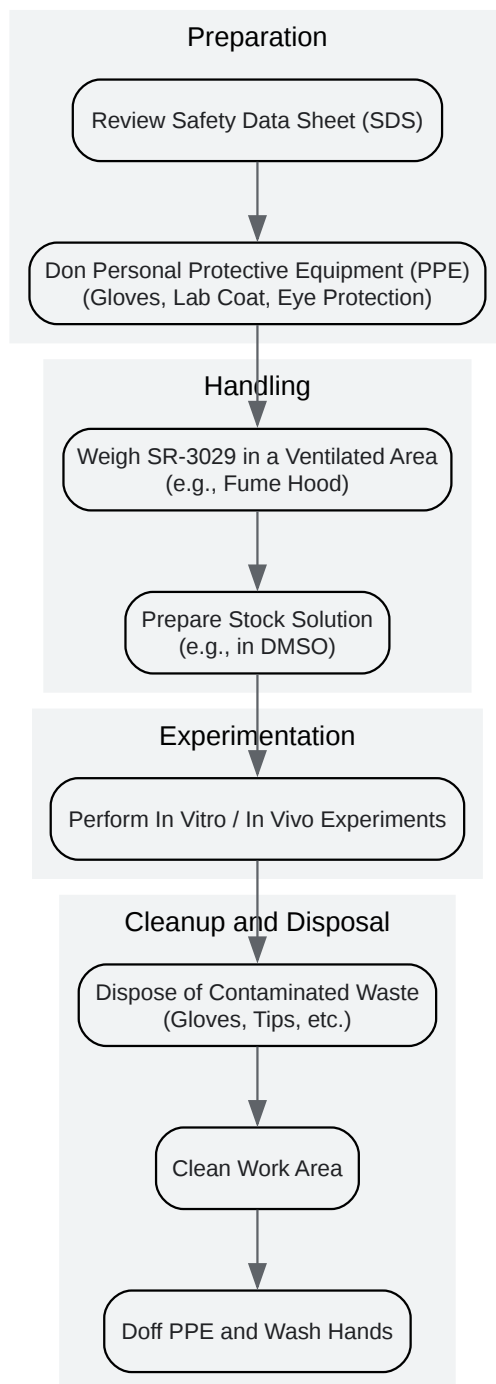 Preparation
Review Safety Data Sheet (SDS)
Don Personal Protective Equipment (PPE)
(Gloves, Lab Coat, Eye Protection)
Handling
Weigh SR-3029 in a Ventilated Area
(e.g., Fume Hood)
Prepare Stock Solution
(e.g., in DMSO)
Experimentation
Perform In Vitro / In Vivo Experiments
Cleanup and Disposal
Dispose of Contaminated Waste
(Gloves, Tips, etc.)
Clean Work Area
Doff PPE and Wash Hands